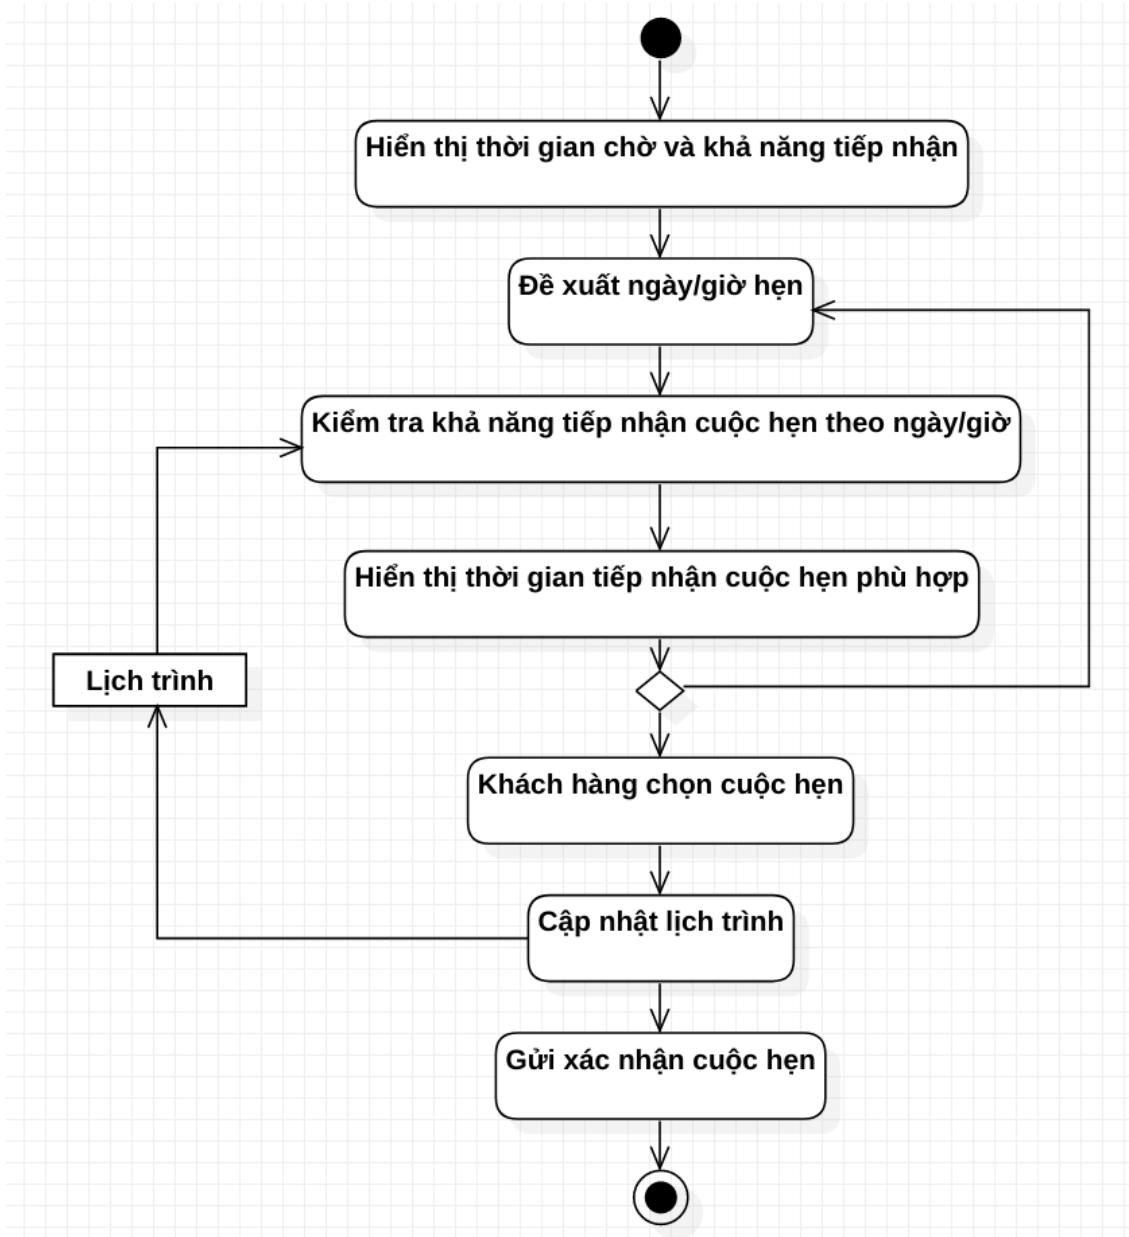 Hiển thị thời gian chờ và khả năng tiếp nhận
Đề xuất ngày/giờ hẹn
Kiểm tra khả năng tiếp nhận cuộc hẹn theo ngày/giờ
Hiển thị thời gian tiếp nhận cuộc hẹn phù hợp
Lịch trình
Khách hàng chọn cuộc hẹn
Cập nhật lịch trình
Gửi xác nhận cuộc hẹn